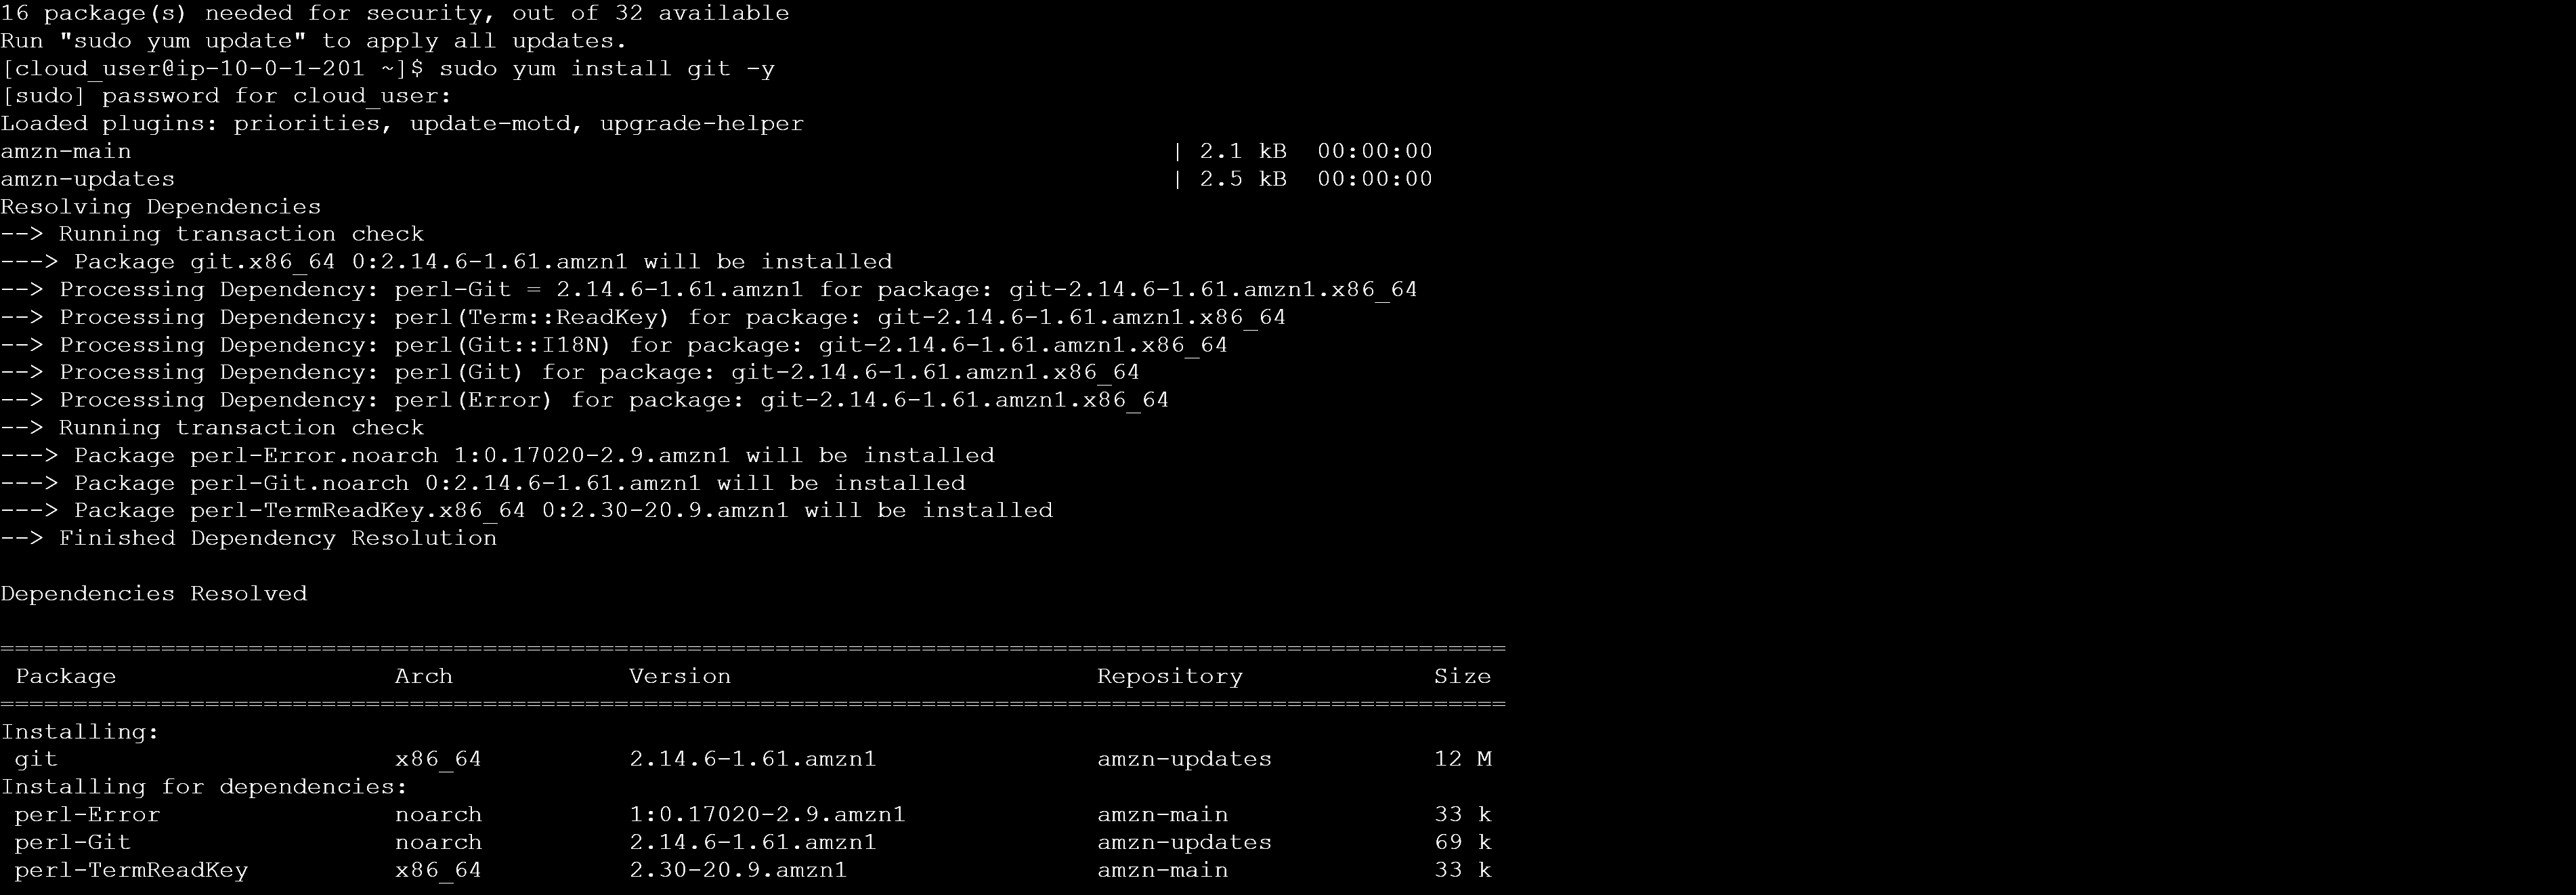 16 package(s) needed for security, out of 32 available
Run "sudo yum update" to apply all updates.
[cloud_user@ip-10-0-1-201 ~]$ sudo yum install git -y
[sudo] password for cloud_user:
Loaded plugins: priorities, update-motd, upgrade-helper
amzn-main | 2.1 kB 00:00:00
amzn-updates | 2.5 kB 00:00:00
Resolving Dependencies
--> Running transaction check
---> Package git.x86_64 0:2.14.6-1.61.amzn1 will be installed
--> Processing Dependency: perl-Git = 2.14.6-1.61.amzn1 for package: git-2.14.6-1.61.amzn1.x86_64
--> Processing Dependency: perl(Term::ReadKey) for package: git-2.14.6-1.61.amzn1.x86_64
--> Processing Dependency: perl(Git::I18N) for package: git-2.14.6-1.61.amzn1.x86_64
--> Processing Dependency: perl(Git) for package: git-2.14.6-1.61.amzn1.x86_64
--> Processing Dependency: perl(Error) for package: git-2.14.6-1.61.amzn1.x86_64
--> Running transaction check
---> Package perl-Error.noarch 1:0.17020-2.9.amzn1 will be installed
---> Package perl-Git.noarch 0:2.14.6-1.61.amzn1 will be installed
---> Package perl-TermReadKey.x86_64 0:2.30-20.9.amzn1 will be installed
--> Finished Dependency Resolution
Dependencies Resolved
=======================================================================================================
Package Arch Version Repository Size
=======================================================================================================
Installing:
git x86_64 2.14.6-1.61.amzn1 amzn-updates 12 M
Installing for dependencies:
perl-Error noarch 1:0.17020-2.9.amzn1 amzn-main 33 k
perl-Git noarch 2.14.6-1.61.amzn1 amzn-updates 69 k
perl-TermReadKey x86_64 2.30-20.9.amzn1 amzn-main 33 k